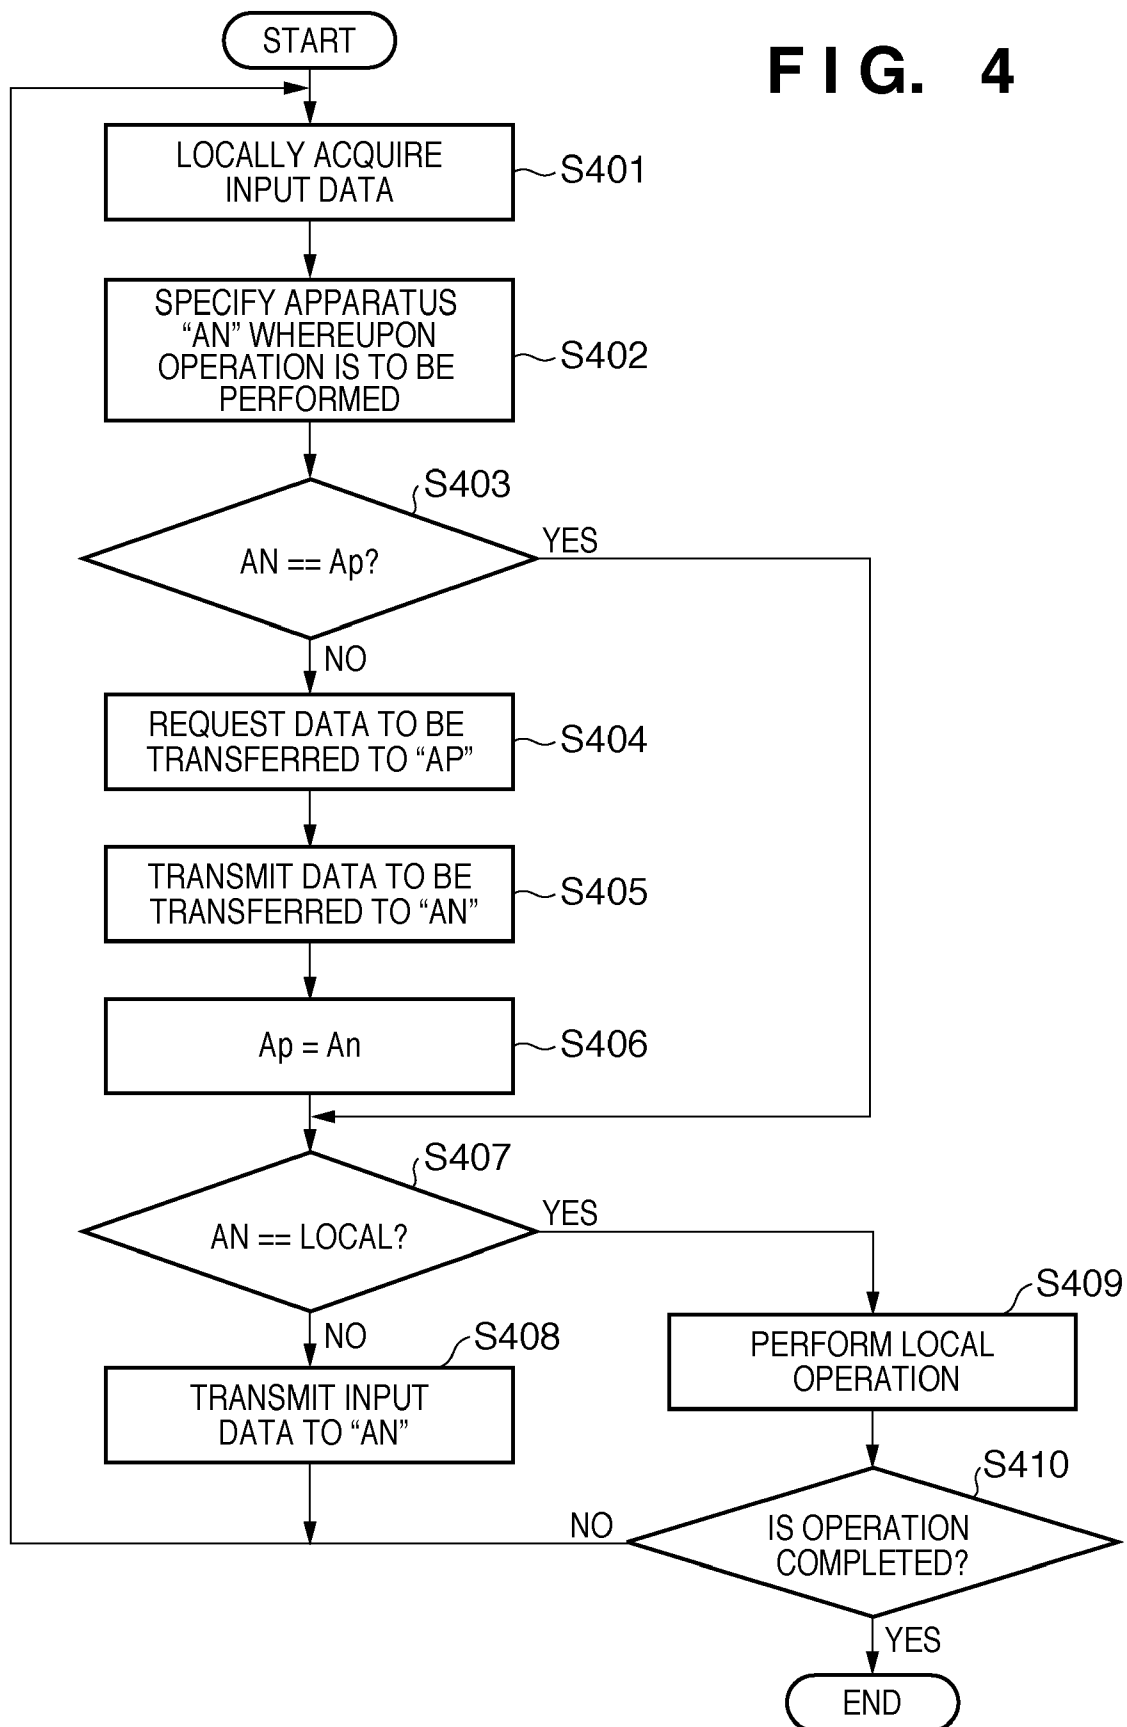 START
FIG. 4
LOCALLY ACQUIRE
INPUT DATA
S401
SPECIFY APPARATUS
“AN” WHEREUPON
OPERATION IS TO BE
PERFORMED
S402
S403
AN == Ap?
YES
NO
REQUEST DATA TO BE
TRANSFERRED TO “AP”
S404
TRANSMIT DATA TO BE
TRANSFERRED TO “AN”
S405
Ap = An
S406
S407
AN == LOCAL?
YES
NO
S408
TRANSMIT INPUT
DATA TO “AN”
S409
PERFORM LOCAL
OPERATION
S410
IS OPERATION
COMPLETED?
NO
YES
END